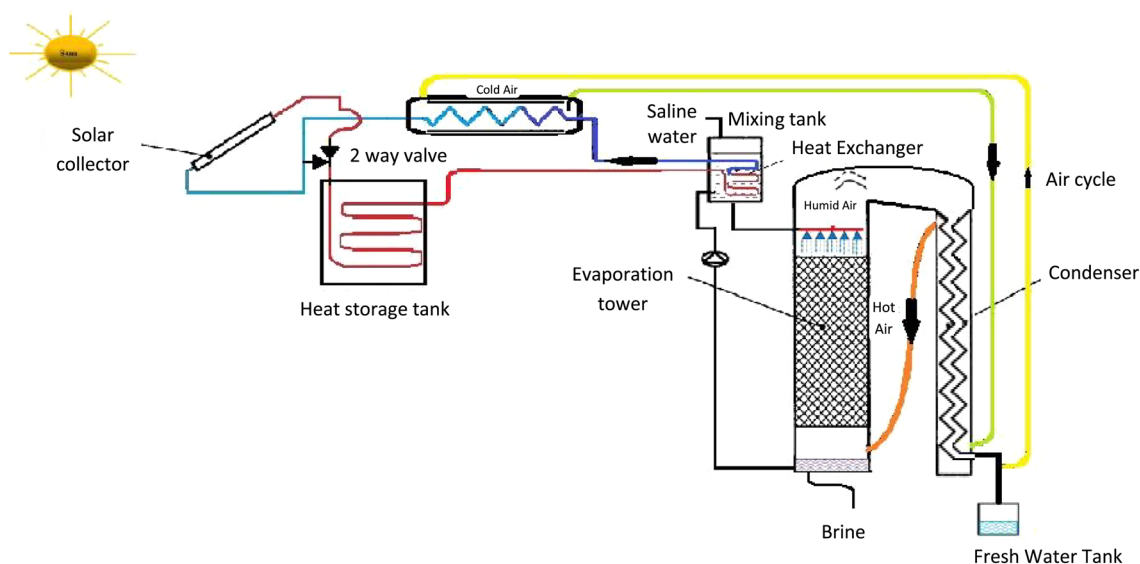 Sun
Cold Air
Saline
water
Mixing tank
Solar
collector
2 way valve
Heat Exchanger
Air cycle
Humid Air
Evaporation
tower
Condenser
Heat storage tank
Hot
Air
Brine
Fresh Water Tank